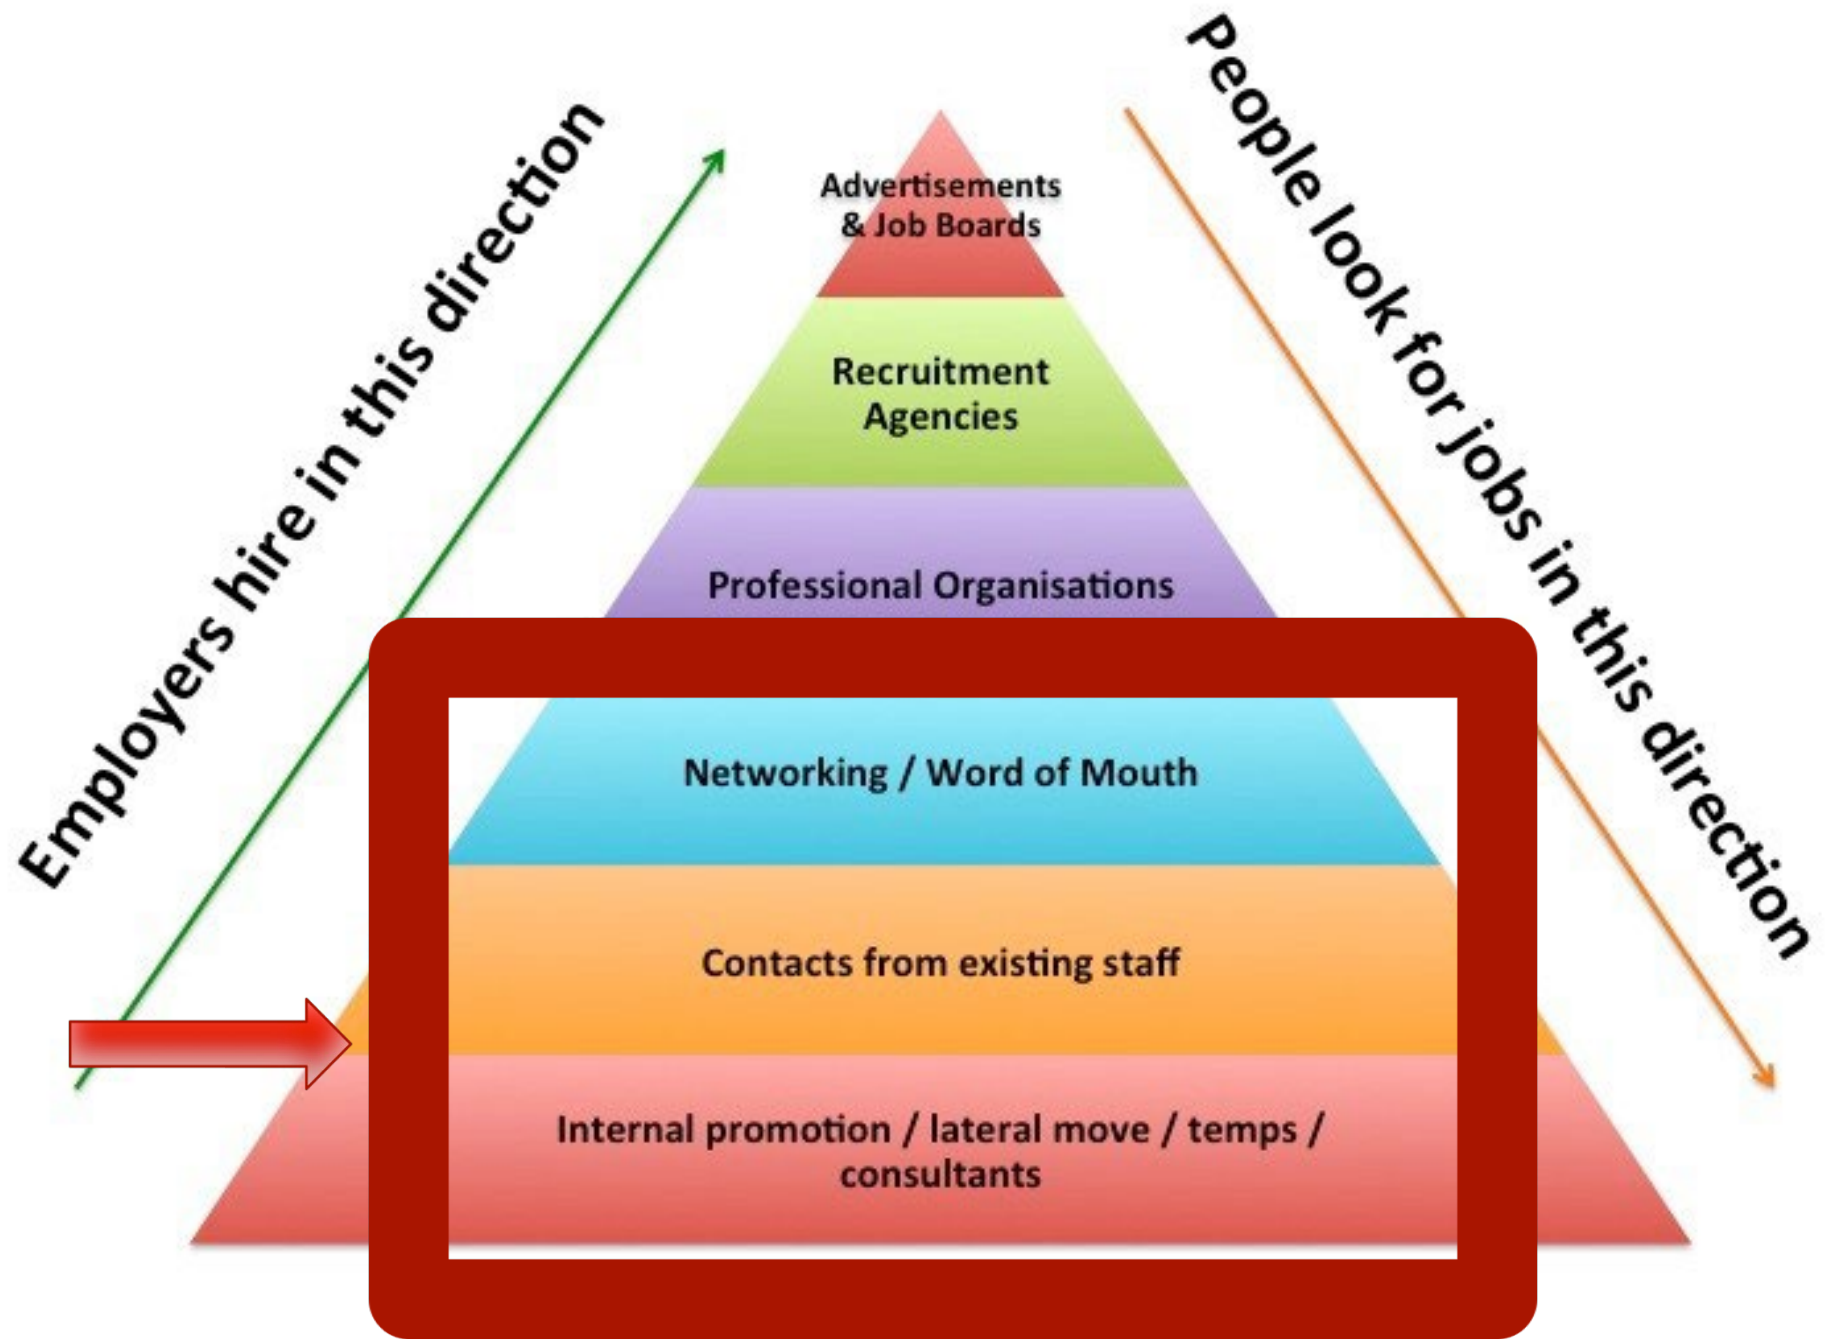 Employers hire in this direction
People look for jobs in this direction
Advertisements
& Job Boards
Recruitment
Agencies
Professional Organisations
Networking / Word of Mouth
Contacts from existing staff
Internal promotion / lateral move / temps /
consultants